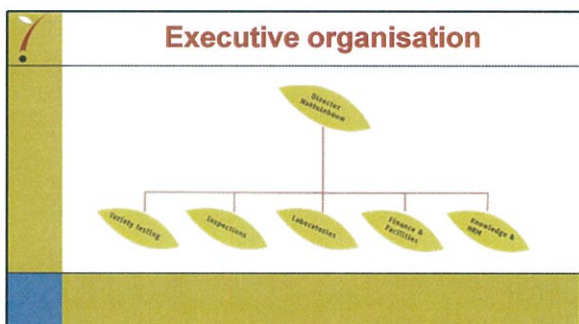 Executive organisation
Director
Naktuinbouw
Variety testing
Inspections
Laboratories
Finance &
Facilities
Knowledge &
HRM